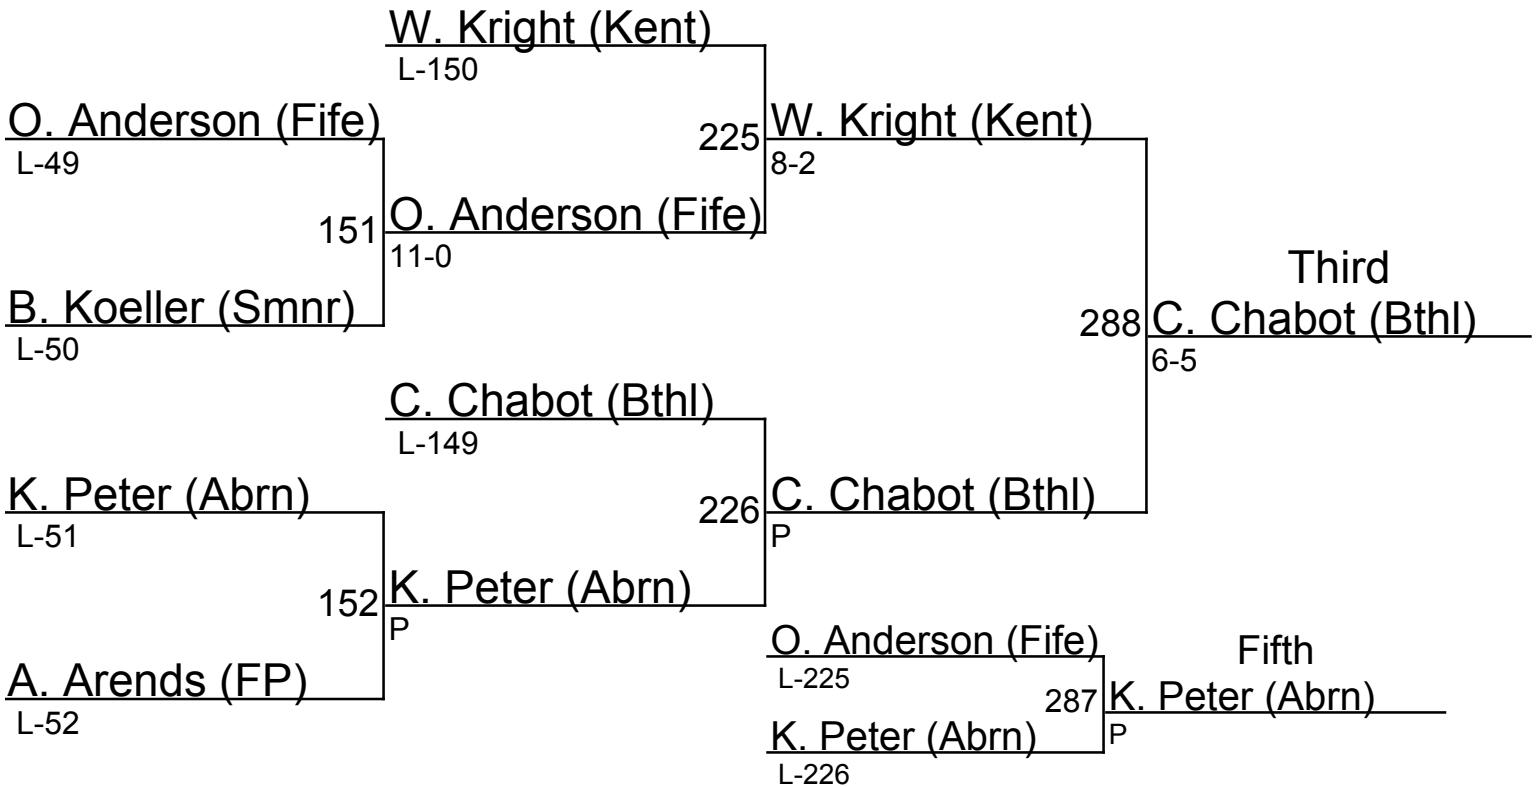 W. Kright (Kent)
L-150
O. Anderson (Fife)
L-49
225 W. Kright (Kent)
8-2
151 O. Anderson (Fife)
11-0
Third
B. Koeller (Smnr)
L-50
288 C. Chabot (Bthl)
6-5
C. Chabot (Bthl)
L-149
K. Peter (Abrn)
L-51
226 C. Chabot (Bthl)
P
152 K. Peter (Abrn)
P
O. Anderson (Fife)
L-225
Fifth
A. Arends (FP)
L-52
287 K. Peter (Abrn)
P
K. Peter (Abrn)
L-226